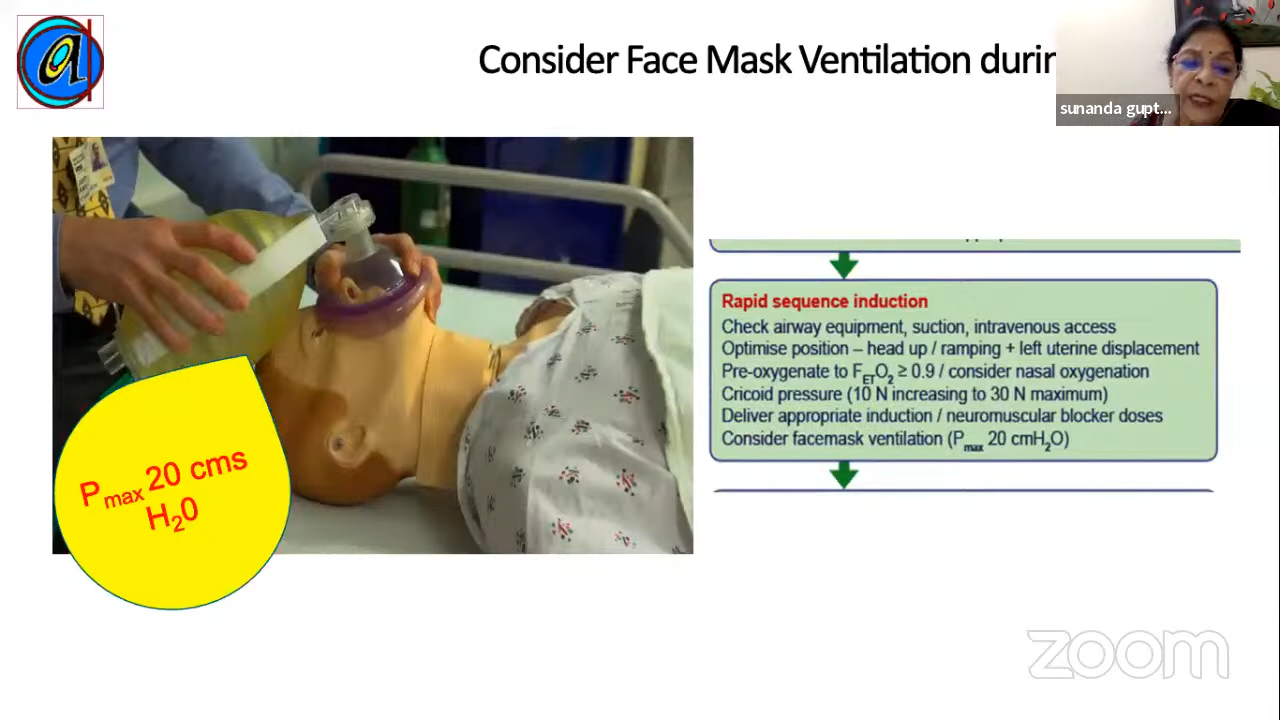 Consider Face Mask Ventilation durin
sunanda gupt...
Rapid sequence induction
Check airway equipment, suction, intravenous access
Optimise position – head up / ramping + left uterine displacement
Pre-oxygenate to FETO2 ≥ 0.9 / consider nasal oxygenation
Cricoid pressure (10 N increasing to 30 N maximum)
Deliver appropriate induction / neuromuscular blocker doses
Consider facemask ventilation (Pmax 20 cmH2O)
Pmax 20 cms
H20
zoom